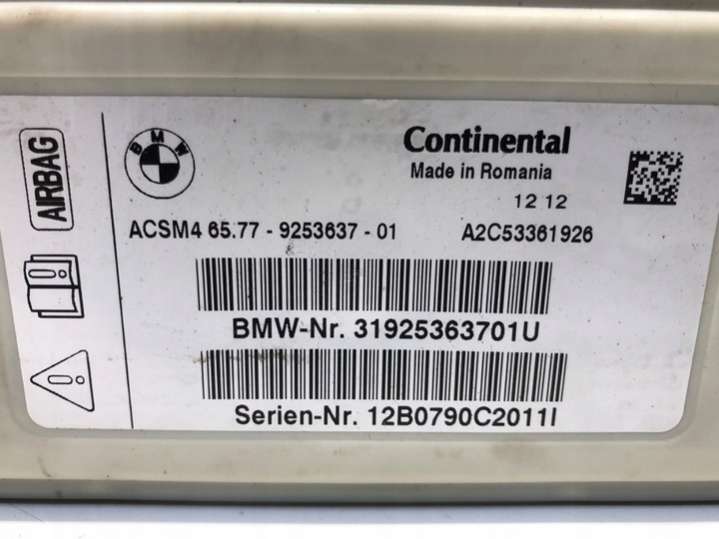 AIRBAG
BMW
Continental
Made in Romania
12 12
ACSM4 65.77 - 9253637 - 01
A2C53361926
BMW-Nr. 31925363701U
Serien-Nr. 12B0790C2011I